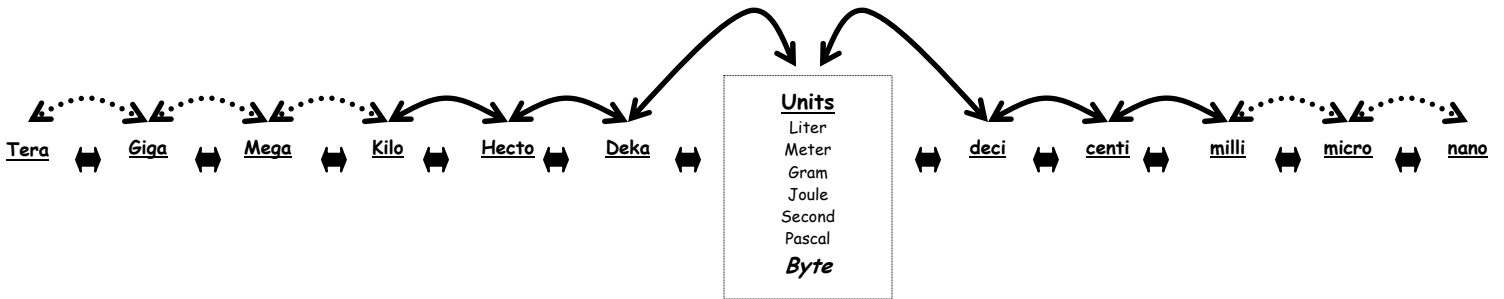 Units
Liter
Meter
Gram
Joule
Second
Pascal
Byte
Tera Giga Mega Kilo Hecto Deka deci centi milli micro nano